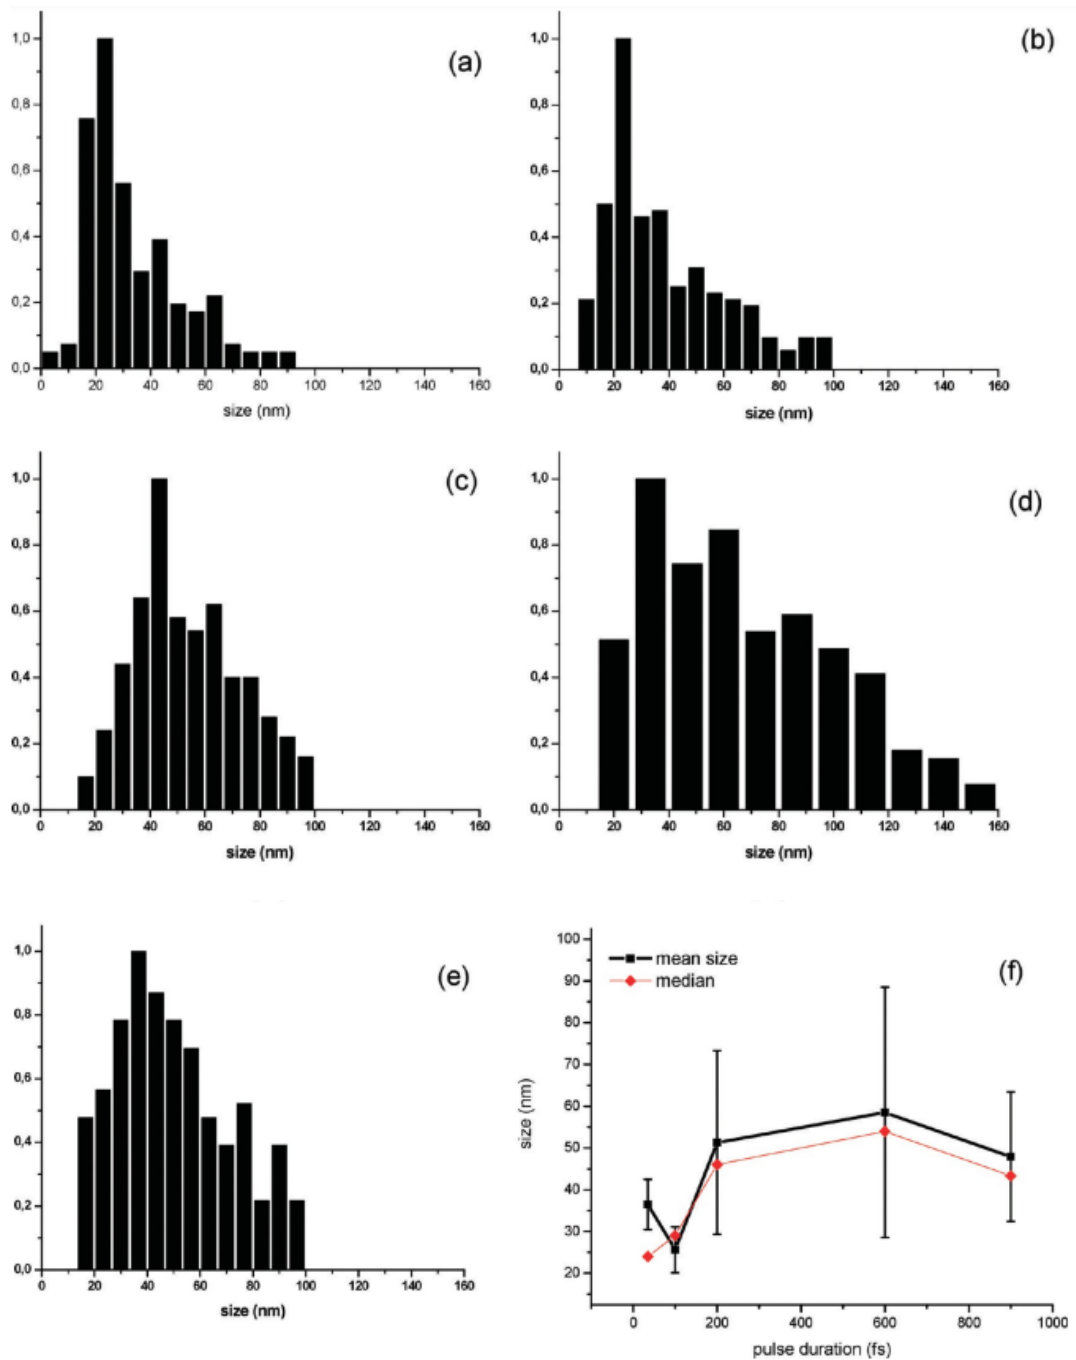 (a)
1,0
0,8
0,6
0,4
0,2
0,0
0 20 40 60 80 100 120 140 160
size (nm)
(b)
1,0
0,8
0,6
0,4
0,2
0,0
20 40 60 80 100 120 140 160
size (nm)
(c)
1,0
0,8
0,6
0,4
0,2
0,0
0 20 40 60 80 100 120 140 160
size (nm)
(d)
1,0
0,8
0,6
0,4
0,2
0,0
0 20 40 60 80 100 120 140 160
size (nm)
(e)
1,0
0,8
0,6
0,4
0,2
0,0
0 20 40 60 80 100 120 140 160
size (nm)
(f)
mean size
median
100
90
80
70
60
50
40
30
20
size (nm)
0 200 400 600 800 1000
pulse duration (fs)